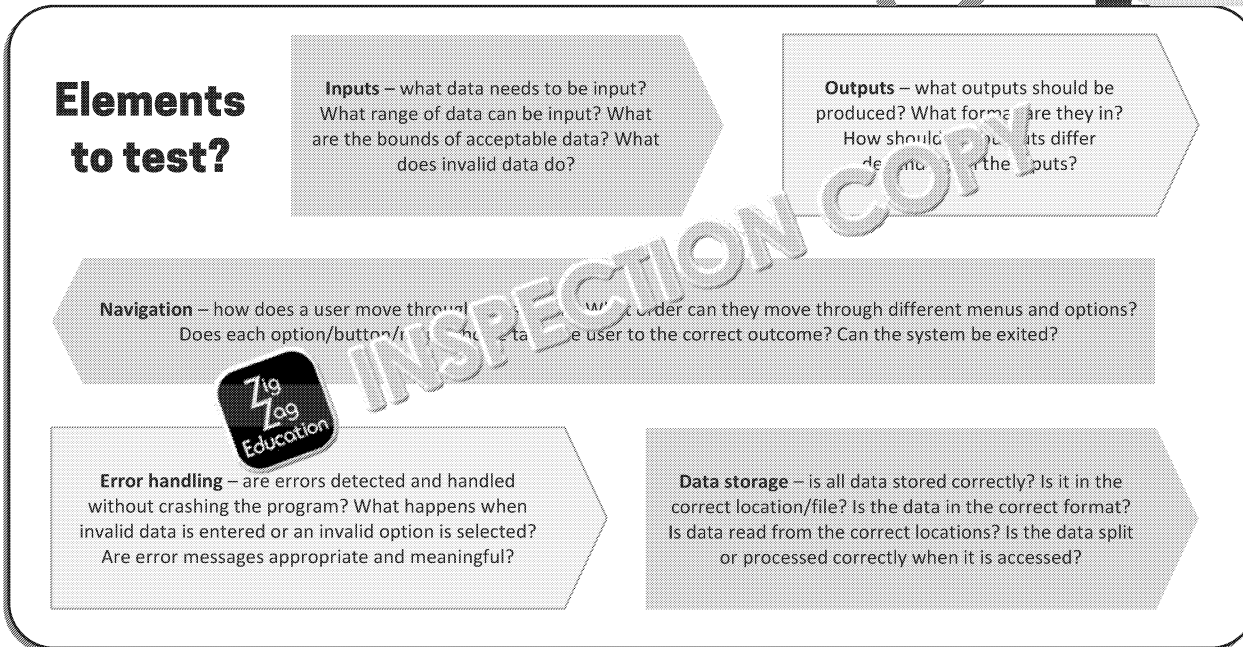 Elements
to test?
Inputs – what data needs to be input?
What range of data can be input? What
are the bounds of acceptable data? What
does invalid data do?
Outputs – what outputs should be
produced? What format are they in?
How should outputs differ
the inputs?
Navigation – how does a user move through What order can they move through different menus and options?
Does each option/button/ user to the correct outcome? Can the system be exited?
INSPECTION COPY
Zig
Zag
Education
Error handling – are errors detected and handled
without crashing the program? What happens when
invalid data is entered or an invalid option is selected?
Are error messages appropriate and meaningful?
Data storage – is all data stored correctly? Is it in the
correct location/file? Is the data in the correct format?
Is data read from the correct locations? Is the data split
or processed correctly when it is accessed?